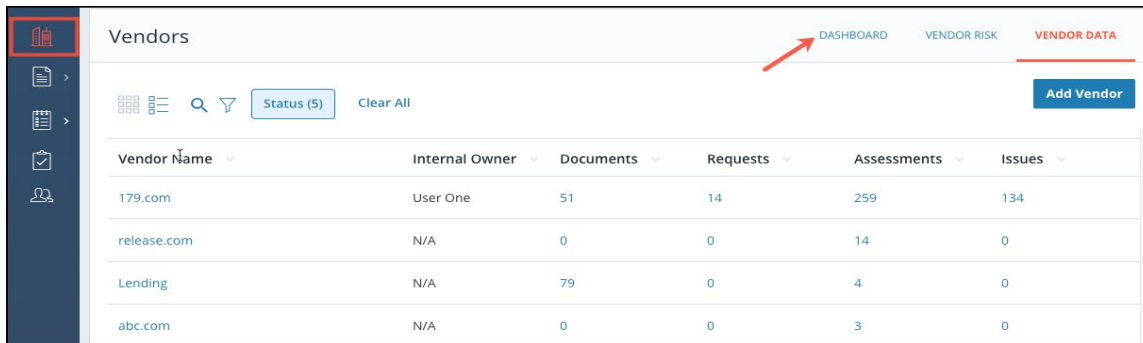 Vendors
DASHBOARD VENDOR RISK VENDOR DATA
Status (5) Clear All Add Vendor
Vendor Name Internal Owner Documents Requests Assessments Issues
179.com User One 51 14 259 134
release.com N/A 0 0 14 0
Lending N/A 79 0 4 0
abc.com N/A 0 0 3 0